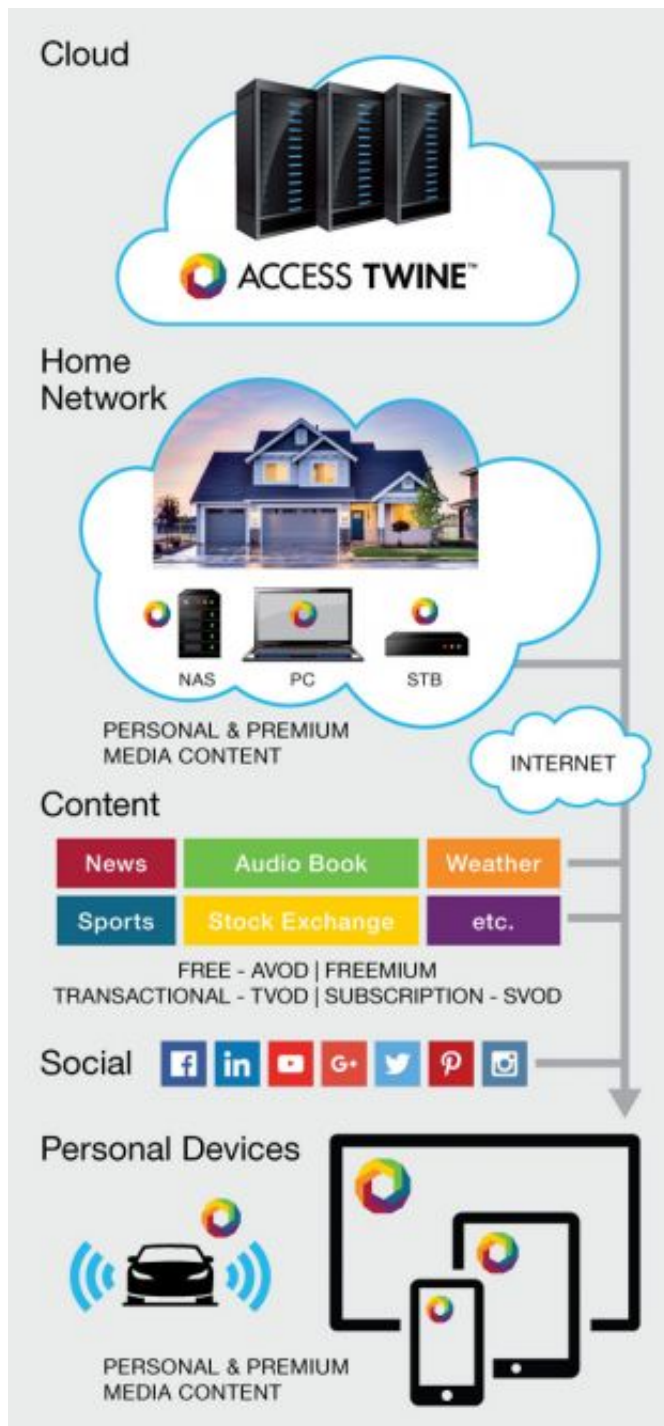 Cloud
ACCESS TWINE™
Home
Network
NAS PC STB
PERSONAL & PREMIUM
MEDIA CONTENT
INTERNET
Content
News Audio Book Weather
Sports Stock Exchange etc.
FREE - AVOD | FREEMIUM
TRANSACTIONAL - TVOD | SUBSCRIPTION - SVOD
Social f in G+
Personal Devices
PERSONAL & PREMIUM
MEDIA CONTENT